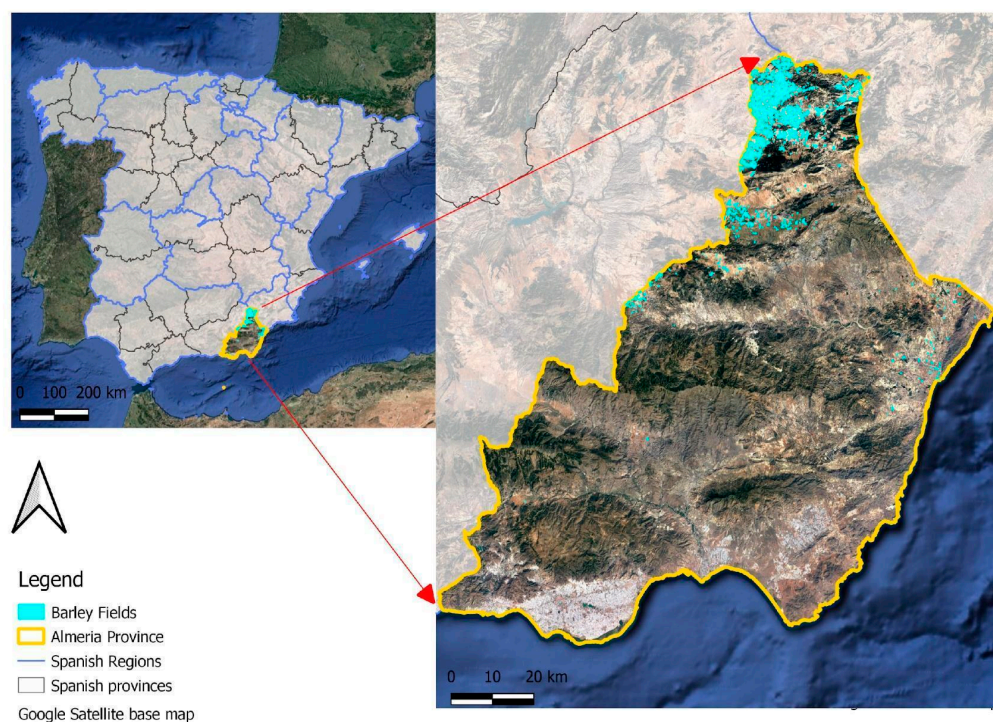 0 100 200 km
Legend
Barley Fields
Almeria Province
Spanish Regions
Spanish provinces
Google Satellite base map
0 10 20 km